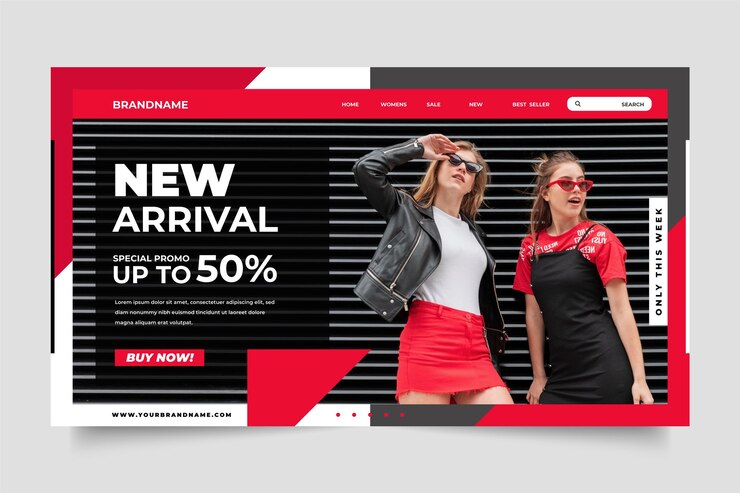 BRANDNAME
HOME WOMENS SALE NEW BEST SELLER SEARCH
NEW
ARRIVAL
SPECIAL PROMO
UP TO 50%
Lorem ipsum dolor sit amet, consectetuer adipiscing elit, sed
diam nonummy nibh euismod tincidunt ut laoreet dolore magna
aliquam erat volutpat.
BUY NOW!
ONLY THIS WEEK
WWW.YOURBRANDNAME.COM